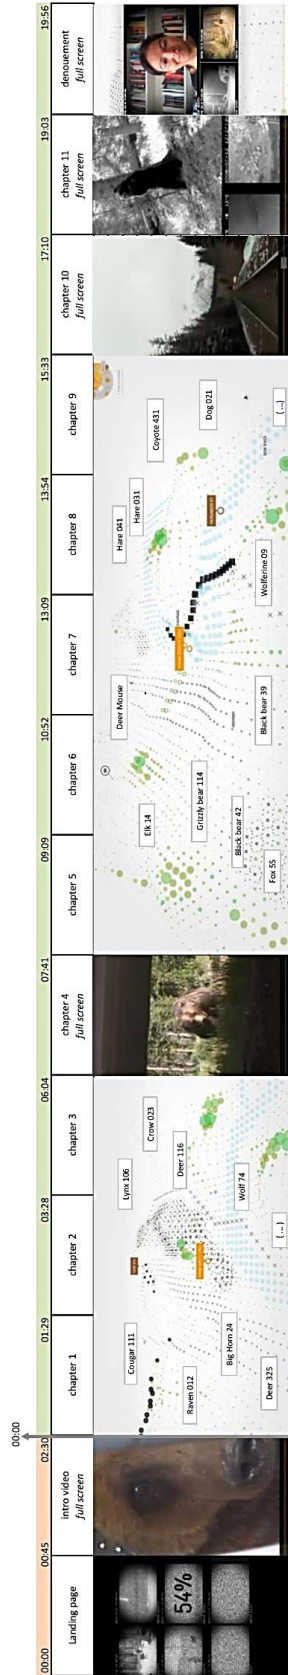 00:00
00:00
00:45
02:30
01:29
03:28
06:04
07:41
09:09
10:52
13:09
13:54
15:33
17:10
19:03
19:56
Landing page
intro video
full screen
chapter 1
chapter 2
chapter 3
chapter 4
full screen
chapter 5
chapter 6
chapter 7
chapter 8
chapter 9
chapter 10
full screen
chapter 11
full screen
denouement
full screen
54%
Cougar 111
Raven 012
Big Horn 24
Deer 325
Lynx 106
Crow 023
Deer 116
Wolf 74
(...)
Elk 14
Grizzly bear 114
Black bear 42
Fox 55
Deer Mouse
Black bear 39
Hare 041
Hare 031
Wolferine 09
Coyote 431
Dog 021
(...)